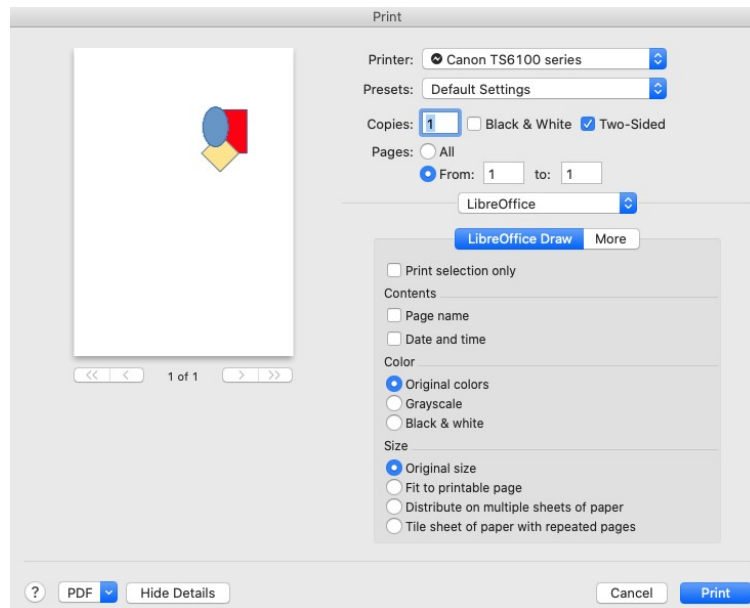 Print
Printer: Canon TS6100 series
Presets: Default Settings
Copies: 1 Black & White Two-Sided
Pages: All
From: 1 to: 1
LibreOffice
LibreOffice Draw More
Print selection only
Contents
Page name
Date and time
Color
Original colors
Grayscale
Black & white
Size
Original size
Fit to printable page
Distribute on multiple sheets of paper
Tile sheet of paper with repeated pages
<< < 1 of 1 > >>
? PDF Hide Details Cancel Print